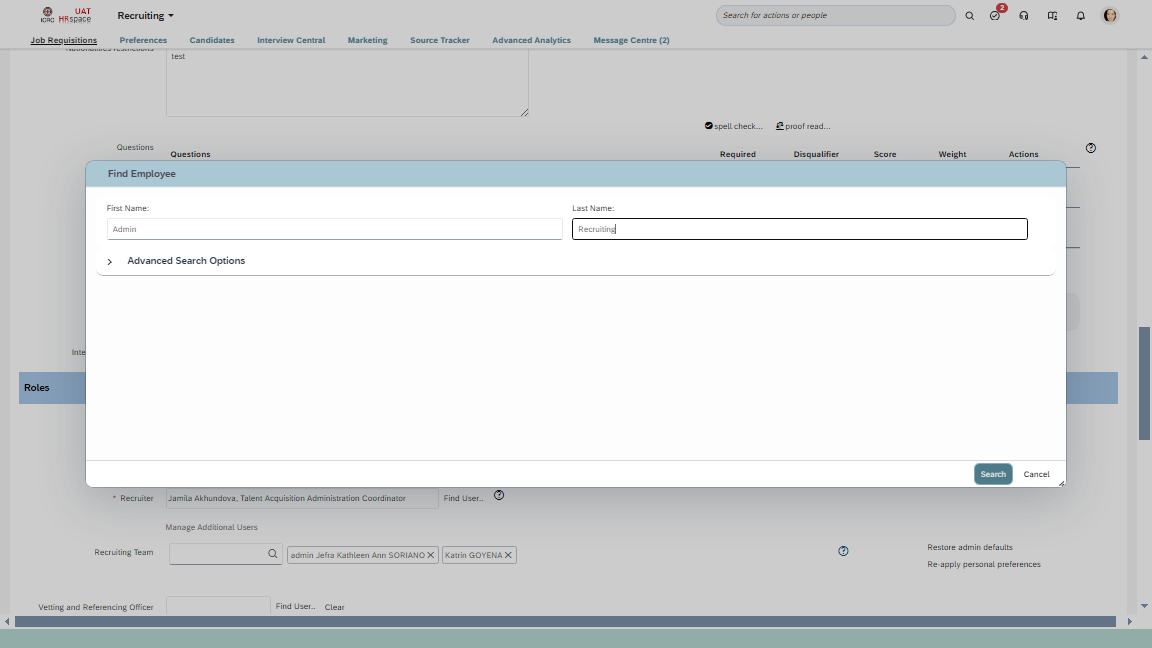 ICRC
UAT
HRspace
Recruiting
Search for actions or people
2
Job Requisitions
Preferences
Candidates
Interview Central
Marketing
Source Tracker
Advanced Analytics
Message Centre (2)
Nationalities restrictions
test
spell check...
proof read...
Questions
Questions
Required
Disqualifier
Score
Weight
Actions
Find Employee
First Name:
Last Name:
Admin
Recruiting
Advanced Search Options
Inte
Roles
Search
Cancel
* Recruiter
Jamila Akhundova, Talent Acquisition Administration Coordinator
Find User..
Manage Additional Users
Recruiting Team
admin Jefra Kathleen Ann SORIANO
Katrin GOYENA
Restore admin defaults
Re-apply personal preferences
Vetting and Referencing Officer
Find User..
Clear